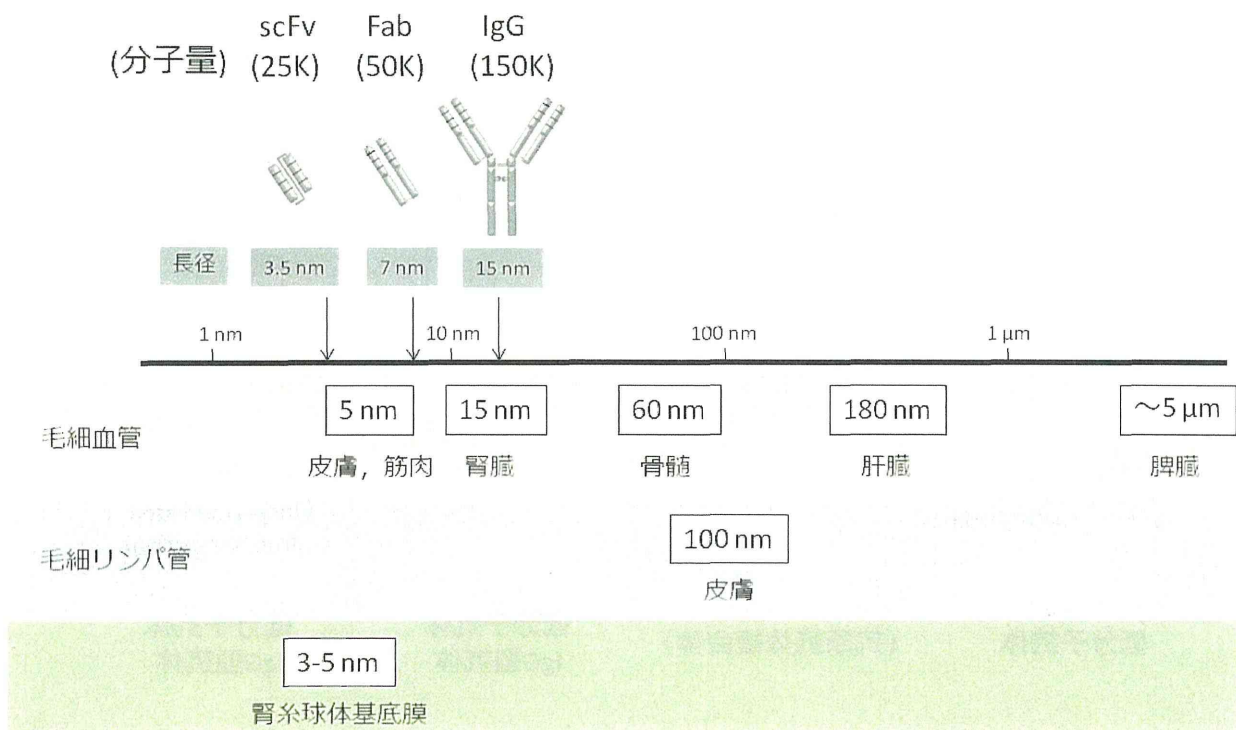 scFv Fab IgG
(分子量) (25K) (50K) (150K)
長径 3.5 nm 7 nm 15 nm
1 nm 10 nm 100 nm 1 μm
5 nm 15 nm 60 nm 180 nm ～5 μm
毛細血管
皮膚，筋肉 腎臓 骨髄 肝臓 脾臓
100 nm
毛細リンパ管
皮膚
3-5 nm
腎糸球体基底膜